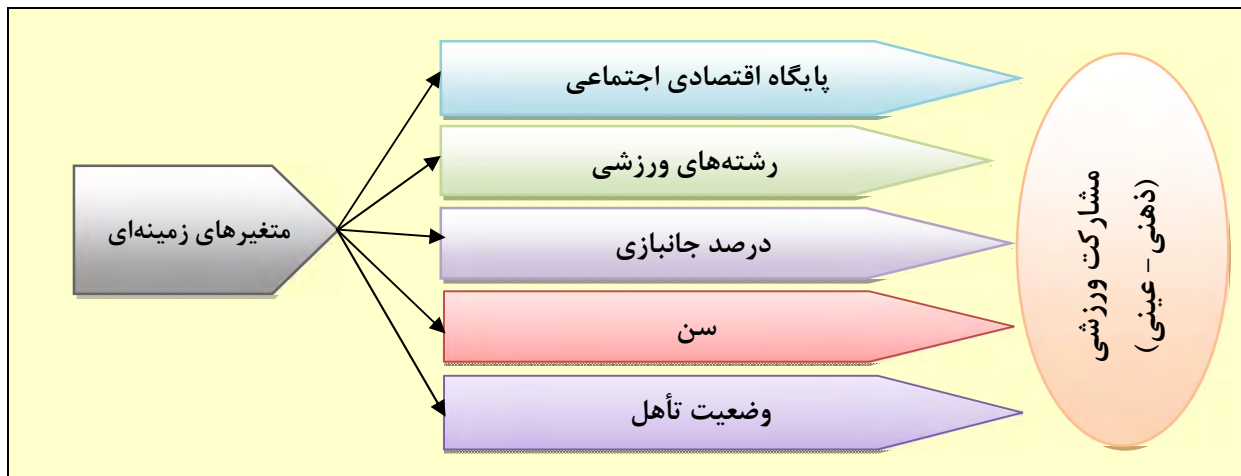 پایگاه اقتصادی اجتماعی
رشته‌های ورزشی
درصد جانبازی
سن
وضعیت تأهل
متغیرهای زمینه‌ای
مشارکت ورزشی
(ذهنی - عینی)